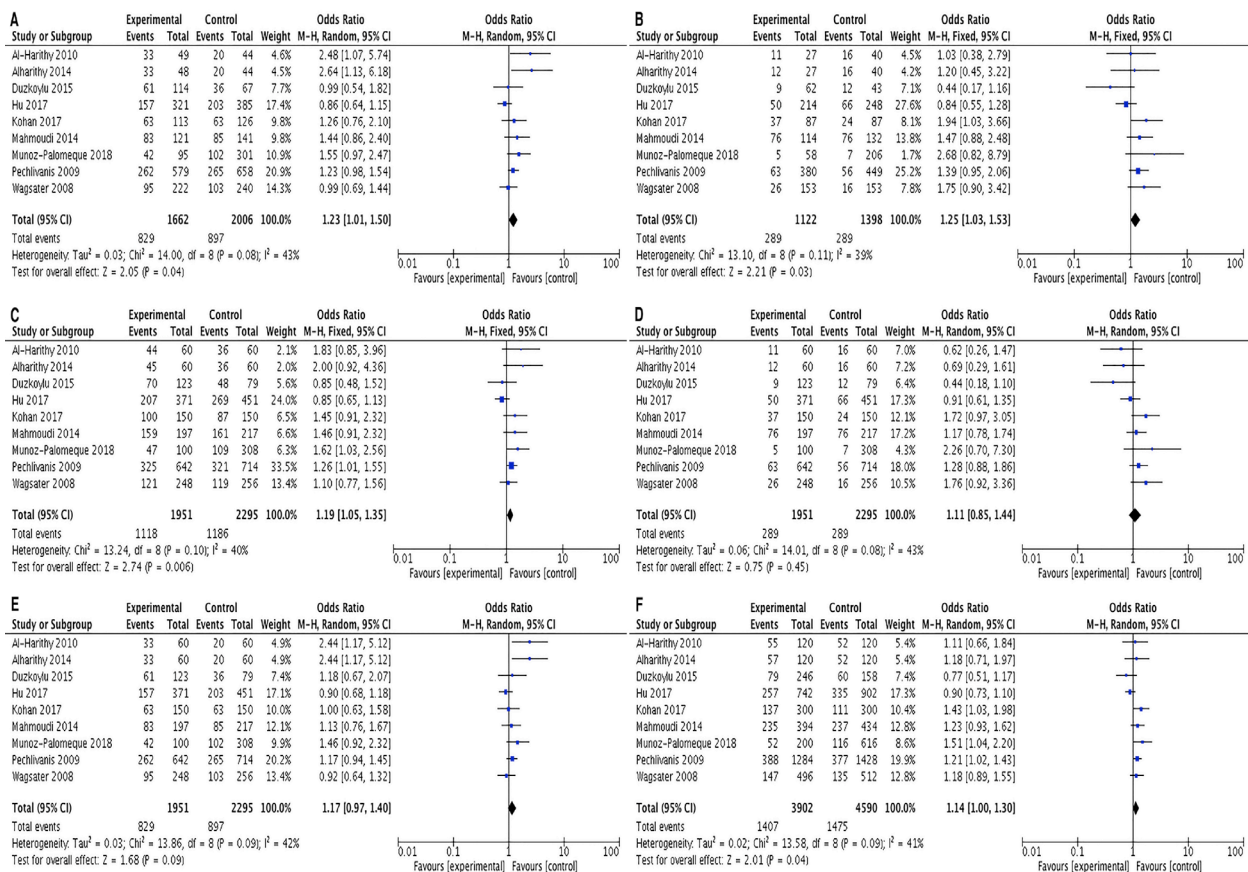 A
Experimental Control Odds Ratio Odds Ratio
Study or Subgroup Events Total Events Total Weight M-H, Random, 95% CI M-H, Random, 95% CI
Al-Harithy 2010 33 49 20 44 4.6% 2.48 [1.07, 5.74]
Alharithy 2014 33 48 20 44 4.5% 2.64 [1.13, 6.18]
Duzkoylu 2015 61 114 36 67 7.7% 0.99 [0.54, 1.82]
Hu 2017 157 321 203 385 17.4% 0.86 [0.64, 1.15]
Kohan 2017 63 113 63 126 9.8% 1.26 [0.76, 2.10]
Mahmoudi 2014 83 121 85 141 9.8% 1.44 [0.86, 2.40]
Munoz-Palomeque 2018 42 95 102 301 10.9% 1.55 [0.97, 2.47]
Pechlivanis 2009 262 579 265 658 20.9% 1.23 [0.98, 1.54]
Wagsater 2008 95 222 103 240 14.3% 0.99 [0.69, 1.44]
Total (95% CI) 1662 2006 100.0% 1.23 [1.01, 1.50]
Total events 829 897
Heterogeneity: Tau² = 0.03; Chi² = 14.00, df = 8 (P = 0.08); I² = 43%
Test for overall effect: Z = 2.05 (P = 0.04)
0.01 0.1 1 10 100
Favours [experimental] Favours [control]
B
Experimental Control Odds Ratio Odds Ratio
Study or Subgroup Events Total Events Total Weight M-H, Fixed, 95% CI M-H, Fixed, 95% CI
Al-Harithy 2010 11 27 16 40 4.5% 1.03 [0.38, 2.79]
Alharithy 2014 12 27 16 40 4.2% 1.20 [0.45, 3.22]
Duzkoylu 2015 9 62 12 43 7.7% 0.44 [0.17, 1.16]
Hu 2017 50 214 66 248 27.6% 0.84 [0.55, 1.28]
Kohan 2017 37 87 24 87 8.1% 1.94 [1.03, 3.66]
Mahmoudi 2014 76 114 76 132 13.8% 1.47 [0.88, 2.48]
Munoz-Palomeque 2018 5 58 7 206 1.7% 2.68 [0.82, 8.79]
Pechlivanis 2009 63 380 56 449 25.2% 1.39 [0.95, 2.06]
Wagsater 2008 26 153 16 153 7.8% 1.75 [0.90, 3.42]
Total (95% CI) 1122 1398 100.0% 1.25 [1.03, 1.53]
Total events 289 289
Heterogeneity: Chi² = 13.10, df = 8 (P = 0.11); I² = 39%
Test for overall effect: Z = 2.21 (P = 0.03)
0.01 0.1 1 10 100
Favours [experimental] Favours [control]
C
Experimental Control Odds Ratio Odds Ratio
Study or Subgroup Events Total Events Total Weight M-H, Fixed, 95% CI M-H, Fixed, 95% CI
Al-Harithy 2010 44 60 36 60 2.1% 1.83 [0.85, 3.96]
Alharithy 2014 45 60 36 60 2.0% 2.00 [0.92, 4.36]
Duzkoylu 2015 70 123 48 79 5.6% 0.85 [0.48, 1.52]
Hu 2017 207 371 269 451 24.0% 0.85 [0.65, 1.13]
Kohan 2017 100 150 87 150 6.5% 1.45 [0.91, 2.32]
Mahmoudi 2014 159 197 161 217 6.6% 1.46 [0.91, 2.32]
Munoz-Palomeque 2018 47 100 109 308 6.3% 1.62 [1.03, 2.56]
Pechlivanis 2009 325 642 321 714 33.5% 1.26 [1.01, 1.55]
Wagsater 2008 121 248 119 256 13.4% 1.10 [0.77, 1.56]
Total (95% CI) 1951 2295 100.0% 1.19 [1.05, 1.35]
Total events 1118 1186
Heterogeneity: Chi² = 13.24, df = 8 (P = 0.10); I² = 40%
Test for overall effect: Z = 2.74 (P = 0.006)
0.01 0.1 1 10 100
Favours [experimental] Favours [control]
D
Experimental Control Odds Ratio Odds Ratio
Study or Subgroup Events Total Events Total Weight M-H, Random, 95% CI M-H, Random, 95% CI
Al-Harithy 2010 11 60 16 60 7.0% 0.62 [0.26, 1.47]
Alharithy 2014 12 60 16 60 7.2% 0.69 [0.29, 1.61]
Duzkoylu 2015 9 123 12 79 6.4% 0.44 [0.18, 1.10]
Hu 2017 50 371 66 451 17.7% 0.91 [0.61, 1.35]
Kohan 2017 37 150 24 150 12.1% 1.72 [0.97, 3.05]
Mahmoudi 2014 76 197 76 217 17.2% 1.17 [0.78, 1.74]
Munoz-Palomeque 2018 5 100 7 308 4.3% 2.26 [0.70, 7.30]
Pechlivanis 2009 63 642 56 714 18.0% 1.28 [0.88, 1.86]
Wagsater 2008 26 248 16 256 10.5% 1.76 [0.92, 3.36]
Total (95% CI) 1951 2295 100.0% 1.11 [0.85, 1.44]
Total events 289 289
Heterogeneity: Tau² = 0.06; Chi² = 14.01, df = 8 (P = 0.08); I² = 43%
Test for overall effect: Z = 0.75 (P = 0.45)
0.01 0.1 1 10 100
Favours [experimental] Favours [control]
E
Experimental Control Odds Ratio Odds Ratio
Study or Subgroup Events Total Events Total Weight M-H, Random, 95% CI M-H, Random, 95% CI
Al-Harithy 2010 33 60 20 60 4.9% 2.44 [1.17, 5.12]
Alharithy 2014 33 60 20 60 4.9% 2.44 [1.17, 5.12]
Duzkoylu 2015 61 123 36 79 7.4% 1.18 [0.67, 2.07]
Hu 2017 157 371 203 451 17.1% 0.90 [0.68, 1.18]
Kohan 2017 63 150 63 150 10.1% 1.00 [0.63, 1.58]
Mahmoudi 2014 83 197 85 217 12.1% 1.13 [0.76, 1.67]
Munoz-Palomeque 2018 42 100 102 308 9.9% 1.46 [0.92, 2.32]
Pechlivanis 2009 262 642 265 714 20.2% 1.17 [0.94, 1.45]
Wagsater 2008 95 248 103 256 13.4% 0.92 [0.64, 1.32]
Total (95% CI) 1951 2295 100.0% 1.17 [0.97, 1.40]
Total events 829 897
Heterogeneity: Tau² = 0.03; Chi² = 13.86, df = 8 (P = 0.09); I² = 42%
Test for overall effect: Z = 1.68 (P = 0.09)
0.01 0.1 1 10 100
Favours [experimental] Favours [control]
F
Experimental Control Odds Ratio Odds Ratio
Study or Subgroup Events Total Events Total Weight M-H, Random, 95% CI M-H, Random, 95% CI
Al-Harithy 2010 55 120 52 120 5.4% 1.11 [0.66, 1.84]
Alharithy 2014 57 120 52 120 5.4% 1.18 [0.71, 1.97]
Duzkoylu 2015 79 246 60 158 7.4% 0.77 [0.51, 1.17]
Hu 2017 257 742 335 902 17.3% 0.90 [0.73, 1.10]
Kohan 2017 137 300 111 300 10.4% 1.43 [1.03, 1.98]
Mahmoudi 2014 235 394 237 434 12.8% 1.23 [0.93, 1.62]
Munoz-Palomeque 2018 52 200 116 616 8.6% 1.51 [1.04, 2.20]
Pechlivanis 2009 388 1284 377 1428 19.9% 1.21 [1.02, 1.43]
Wagsater 2008 147 496 135 512 12.8% 1.18 [0.89, 1.55]
Total (95% CI) 3902 4590 100.0% 1.14 [1.00, 1.30]
Total events 1407 1475
Heterogeneity: Tau² = 0.02; Chi² = 13.58, df = 8 (P = 0.09); I² = 41%
Test for overall effect: Z = 2.01 (P = 0.04)
0.01 0.1 1 10 100
Favours [experimental] Favours [control]